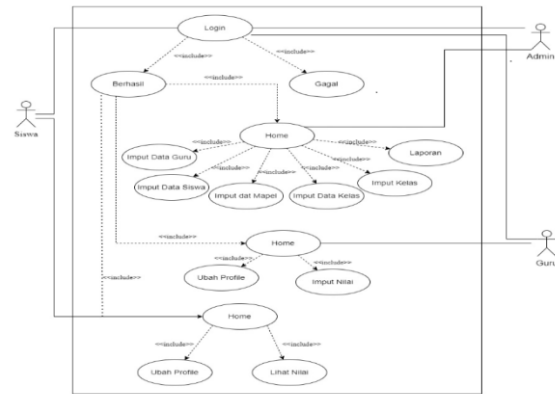 Login
Admin
<<include>>
<<include>>
Berhasil
<<include>>
Gagal
Siswa
Home
Imput Data Guru
<<include>>
<<include>>
Laporan
Imput Data Siswa
<<include>>
Imput dat Mapel
<<include>>
Imput Data Kelas
<<include>>
<<include>>
Imput Kelas
<<include>>
Home
Guru
<<include>>
<<include>>
Ubah Profile
Imput Nilai
<<include>>
Home
<<include>>
<<include>>
Ubah Profile
Lihat Nilai